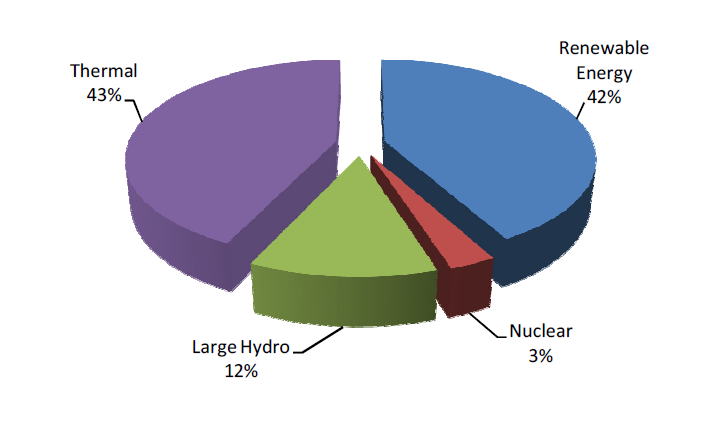 Renewable
Energy
42%
Thermal
43%
Nuclear
3%
Large Hydro
12%